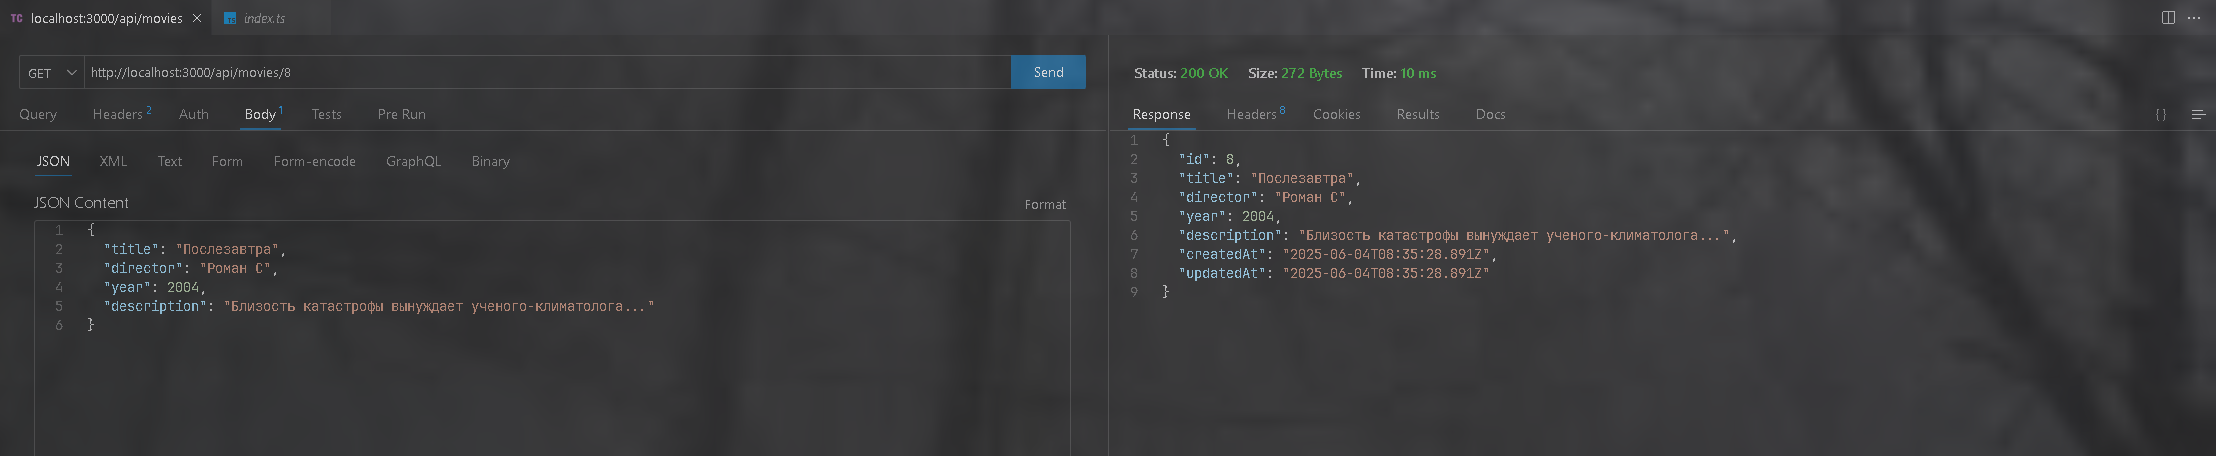 TC localhost:3000/api/movies × TS index.ts ...
GET http://localhost:3000/api/movies/8 Send
Query Headers 2 Auth Body 1 Tests Pre Run
JSON XML Text Form Form-encode GraphQL Binary
JSON Content Format
1 {
2 "title": "Послезавтра",
3 "director": "Роман С",
4 "year": 2004,
5 "description": "Близость катастрофы вынуждает ученого-климатолога..."
6 }
Status: 200 OK Size: 272 Bytes Time: 10 ms
Response Headers 8 Cookies Results Docs {}
1 {
2 "id": 8,
3 "title": "Послезавтра",
4 "director": "Роман С",
5 "year": 2004,
6 "description": "Близость катастрофы вынуждает ученого-климатолога...",
7 "createdAt": "2025-06-04T08:35:28.891Z",
8 "updatedAt": "2025-06-04T08:35:28.891Z"
9 }